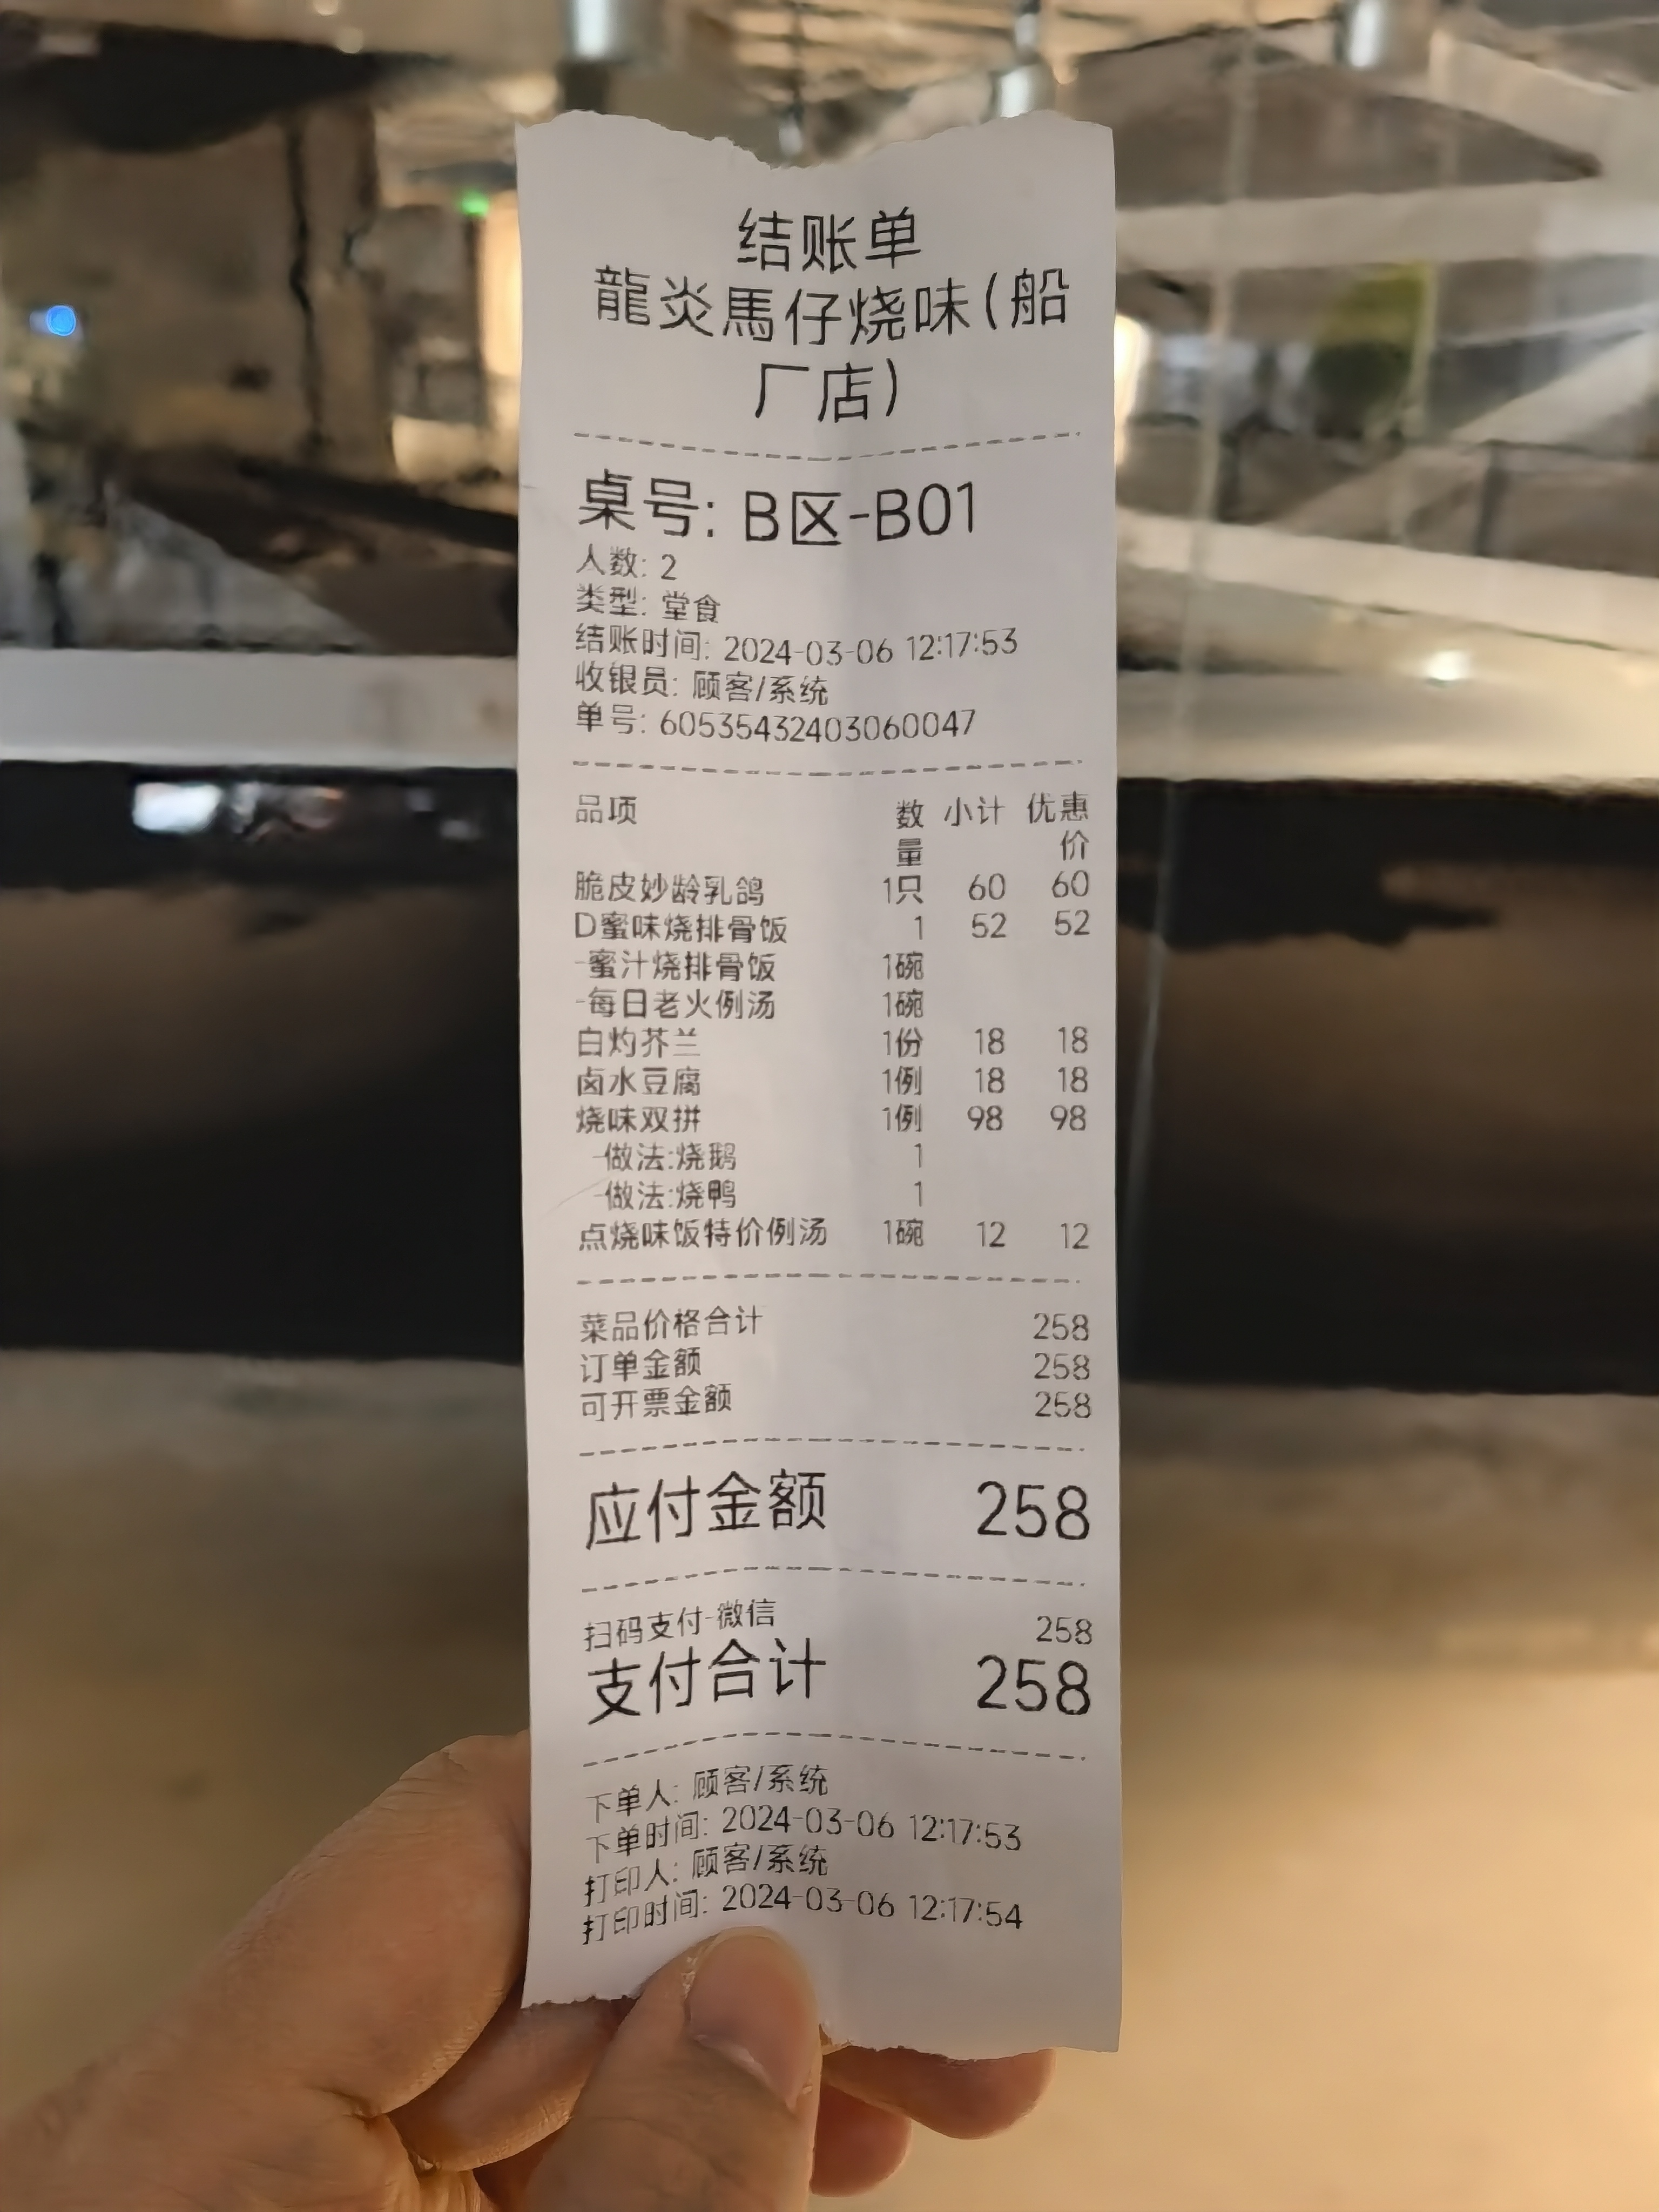 结账单
龍炎馬仔烧味(船
厂店)
桌号: B区-B01
人数: 2
类型: 堂食
结账时间: 2024-03-06 12:17:53
收银员: 顾客/系统
单号: 60535432403060047
品项 数 小计 优惠
量 价
脆皮妙龄乳鸽 1只 60 60
D蜜味烧排骨饭 1 52 52
-蜜汁烧排骨饭 1碗
-每日老火例汤 1碗
白灼芥兰 1份 18 18
卤水豆腐 1例 18 18
烧味双拼 1例 98 98
-做法:烧鹅 1
-做法:烧鸭 1
点烧味饭特价例汤 1碗 12 12
菜品价格合计 258
订单金额 258
可开票金额 258
应付金额 258
扫码支付-微信 258
支付合计 258
下单人: 顾客/系统
下单时间: 2024-03-06 12:17:53
打印人: 顾客/系统
打印时间: 2024-03-06 12:17:54